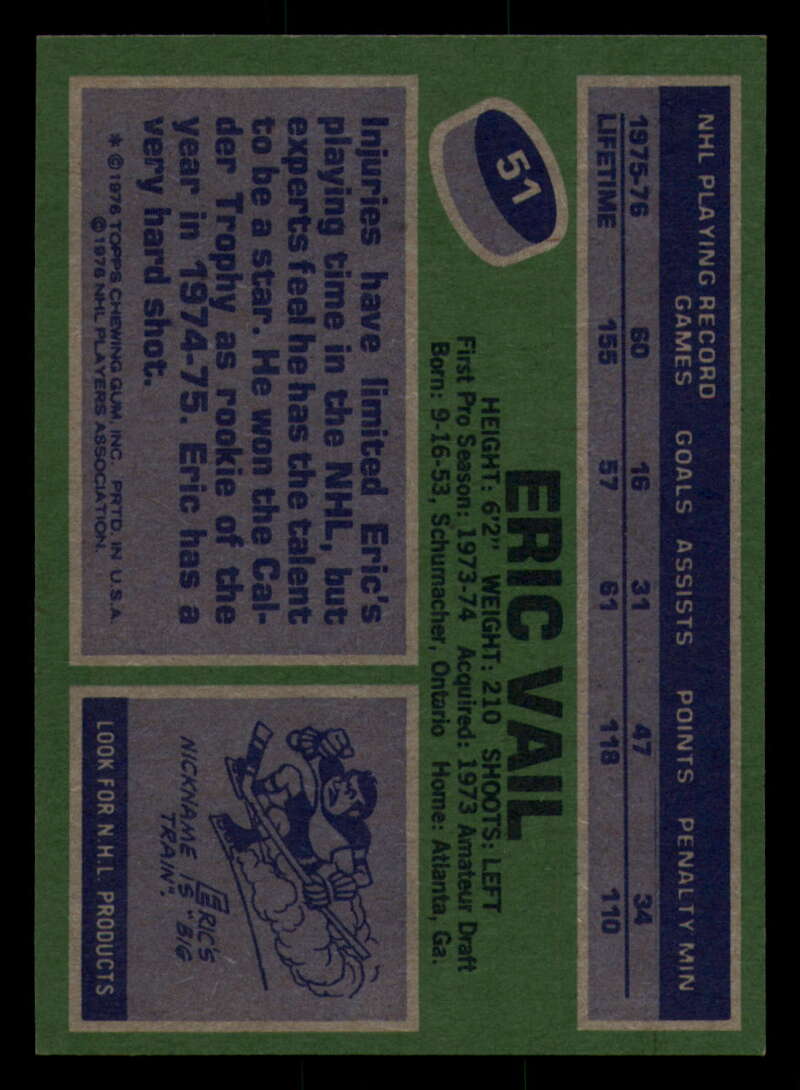 NHL PLAYING RECORD
GAMES GOALS ASSISTS POINTS PENALTY MIN
1975-76 60 16 31 47 34
LIFETIME 155 57 61 118 110
51
ERIC VAIL
HEIGHT: 6'2" WEIGHT: 210 SHOOTS: LEFT
First Pro Season: 1973-74 Acquired: 1973 Amateur Draft
Born: 9-16-53, Schumacher, Ontario Home: Atlanta, Ga.
Injuries have limited Eric's
playing time in the NHL, but
experts feel he has the talent
to be a star. He won the Cal-
der Trophy as rookie of the
year in 1974-75. Eric has a
very hard shot.
* © 1976 TOPPS CHEWING GUM INC. PRTD. IN U.S.A.
© 1976 NHL PLAYERS ASSOCIATION.
ERIC'S
NICKNAME IS "BIG
TRAIN".
LOOK FOR N.H.L PRODUCTS